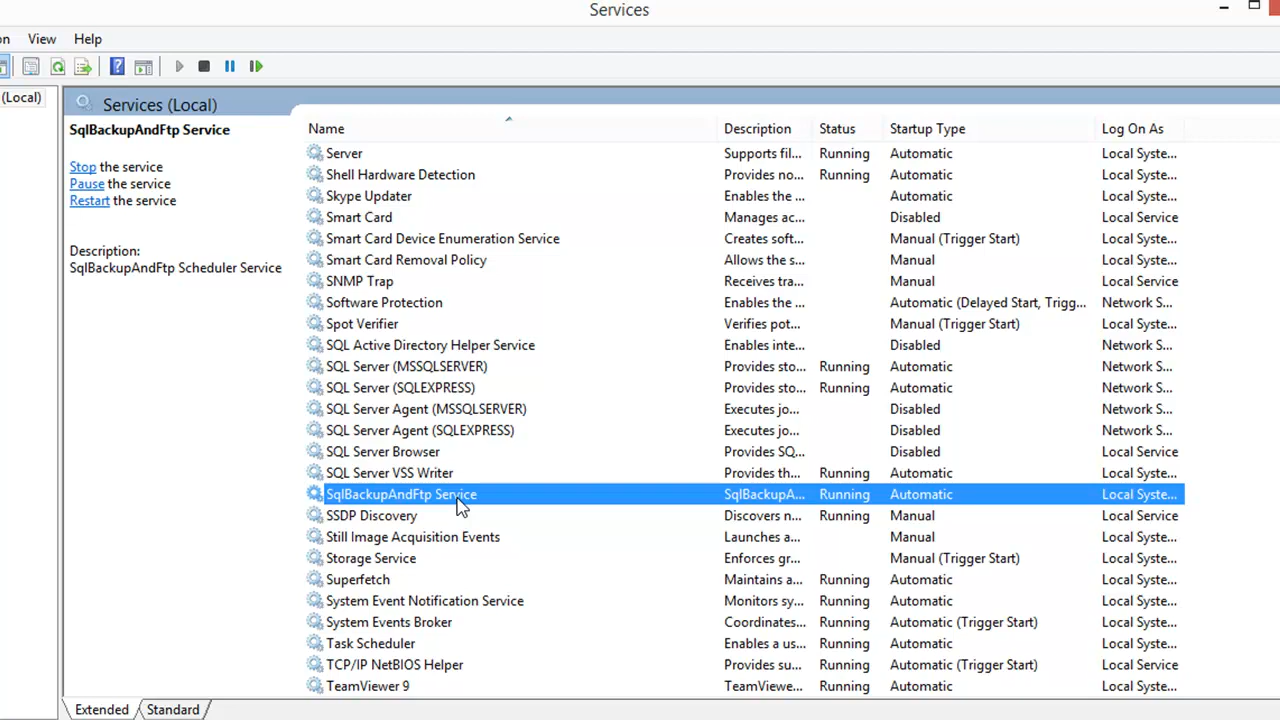 Services
on View Help
(Local)
Services (Local)
SqlBackupAndFtp Service
Stop the service
Pause the service
Restart the service
Description:
SqlBackupAndFtp Scheduler Service
Name Description Status Startup Type Log On As
Server Supports fil... Running Automatic Local Syste...
Shell Hardware Detection Provides no... Running Automatic Local Syste...
Skype Updater Enables the ... Automatic Local Syste...
Smart Card Manages ac... Disabled Local Service
Smart Card Device Enumeration Service Creates soft... Manual (Trigger Start) Local Syste...
Smart Card Removal Policy Allows the s... Manual Local Syste...
SNMP Trap Receives tra... Manual Local Service
Software Protection Enables the ... Automatic (Delayed Start, Trigg... Network S...
Spot Verifier Verifies pot... Manual (Trigger Start) Local Syste...
SQL Active Directory Helper Service Enables inte... Disabled Network S...
SQL Server (MSSQLSERVER) Provides sto... Running Automatic Network S...
SQL Server (SQLEXPRESS) Provides sto... Running Automatic Network S...
SQL Server Agent (MSSQLSERVER) Executes jo... Disabled Network S...
SQL Server Agent (SQLEXPRESS) Executes jo... Disabled Network S...
SQL Server Browser Provides SQ... Disabled Local Service
SQL Server VSS Writer Provides th... Running Automatic Local Syste...
SqlBackupAndFtp Service SqlBackupA... Running Automatic Local Syste...
SSDP Discovery Discovers n... Running Manual Local Service
Still Image Acquisition Events Launches a... Manual Local Syste...
Storage Service Enforces gr... Manual (Trigger Start) Local Syste...
Superfetch Maintains a... Running Automatic Local Syste...
System Event Notification Service Monitors sy... Running Automatic Local Syste...
System Events Broker Coordinates... Running Automatic (Trigger Start) Local Syste...
Task Scheduler Enables a us... Running Automatic Local Syste...
TCP/IP NetBIOS Helper Provides su... Running Automatic (Trigger Start) Local Service
TeamViewer 9 TeamViewe... Running Automatic Local Syste...
Extended Standard